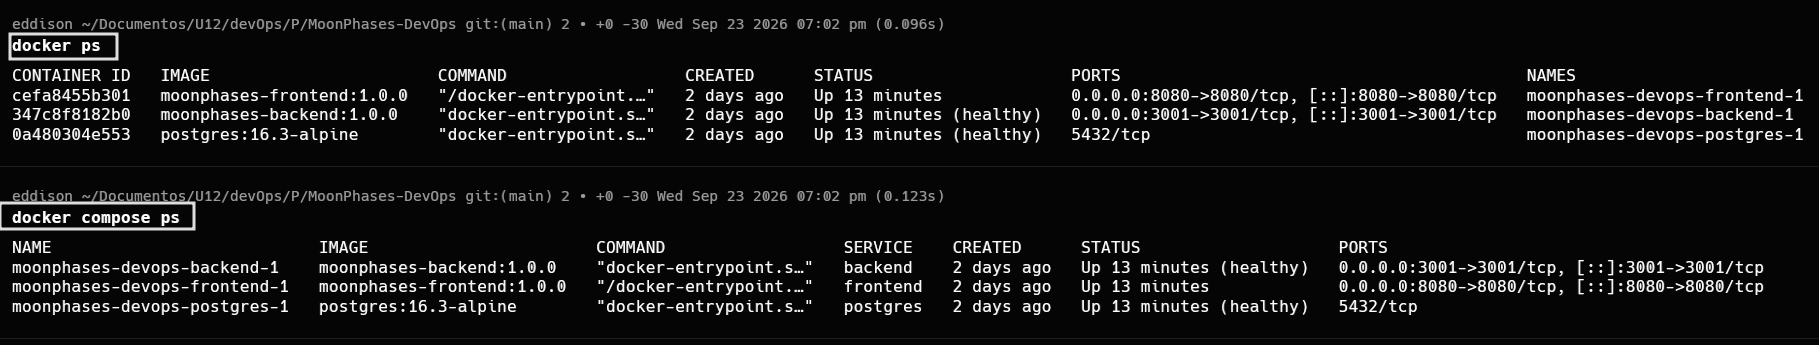 eddison ~/Documentos/U12/devOps/P/MoonPhases-DevOps git:(main) 2 • +0 -30 Wed Sep 23 2026 07:02 pm (0.096s)
docker ps
CONTAINER ID   IMAGE                       COMMAND                  CREATED      STATUS                    PORTS                                         NAMES
cefa8455b301   moonphases-frontend:1.0.0   "/docker-entrypoint.…"   2 days ago   Up 13 minutes             0.0.0.0:8080->8080/tcp, [::]:8080->8080/tcp   moonphases-devops-frontend-1
347c8f8182b0   moonphases-backend:1.0.0    "docker-entrypoint.s…"   2 days ago   Up 13 minutes (healthy)   0.0.0.0:3001->3001/tcp, [::]:3001->3001/tcp   moonphases-devops-backend-1
0a480304e553   postgres:16.3-alpine        "docker-entrypoint.s…"   2 days ago   Up 13 minutes (healthy)   5432/tcp                                      moonphases-devops-postgres-1
eddison ~/Documentos/U12/devOps/P/MoonPhases-DevOps git:(main) 2 • +0 -30 Wed Sep 23 2026 07:02 pm (0.123s)
docker compose ps
NAME                           IMAGE                       COMMAND                  SERVICE    CREATED      STATUS                    PORTS
moonphases-devops-backend-1    moonphases-backend:1.0.0    "docker-entrypoint.s…"   backend    2 days ago   Up 13 minutes (healthy)   0.0.0.0:3001->3001/tcp, [::]:3001->3001/tcp
moonphases-devops-frontend-1   moonphases-frontend:1.0.0   "/docker-entrypoint.…"   frontend   2 days ago   Up 13 minutes             0.0.0.0:8080->8080/tcp, [::]:8080->8080/tcp
moonphases-devops-postgres-1   postgres:16.3-alpine        "docker-entrypoint.s…"   postgres   2 days ago   Up 13 minutes (healthy)   5432/tcp